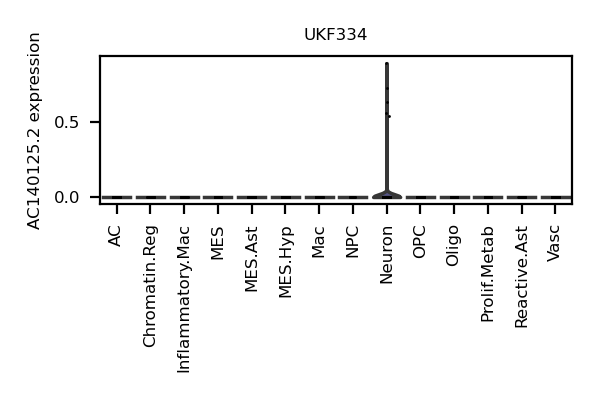 UKF334
AC140125.2 expression
0.5
0.0
AC
Chromatin.Reg
Inflammatory.Mac
MES
MES.Ast
MES.Hyp
Mac
NPC
Neuron
OPC
Oligo
Prolif.Metab
Reactive.Ast
Vasc